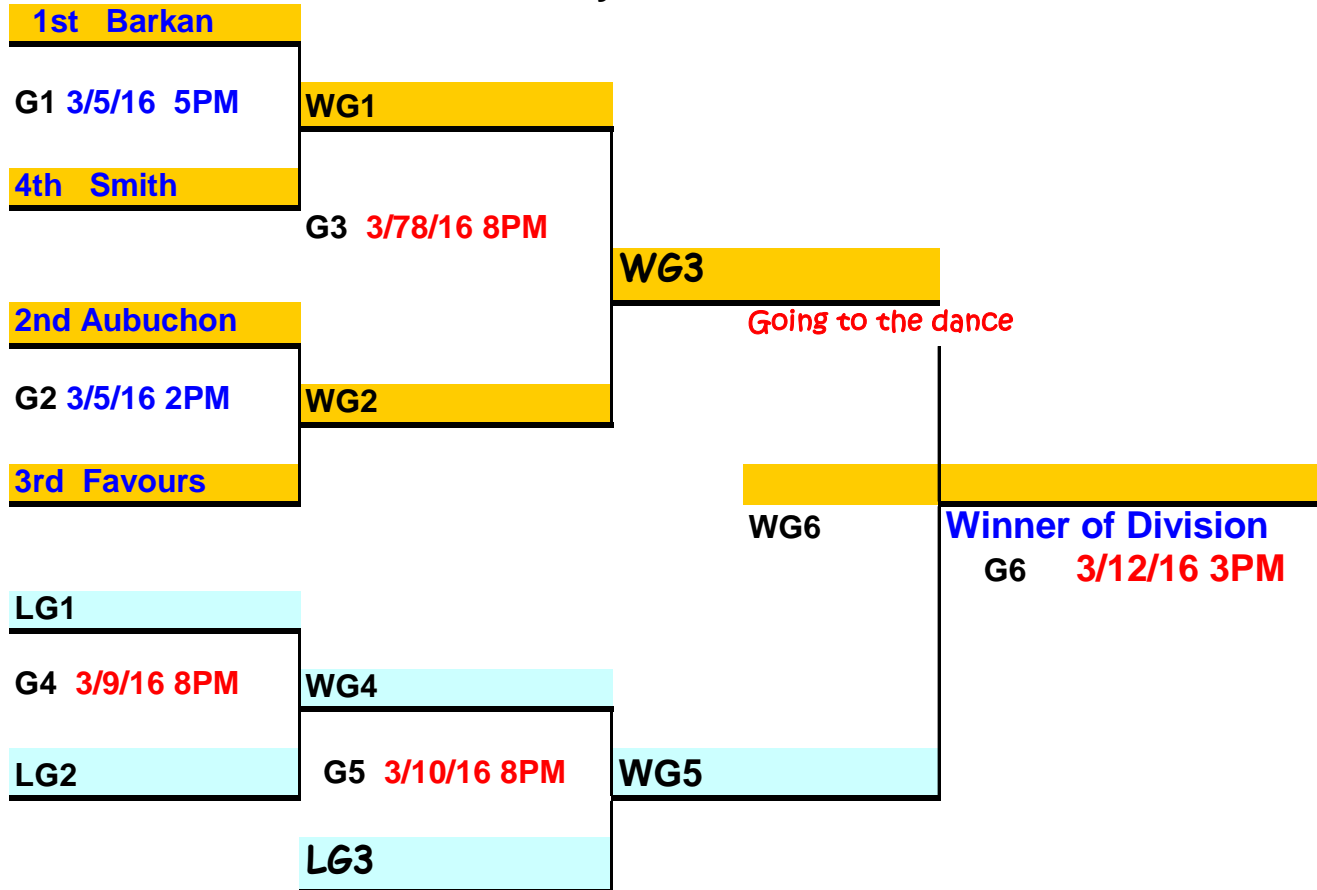 1st Barkan
G1 3/5/16 5PM
WG1
4th Smith
G3 3/78/16 8PM
WG3
2nd Aubuchon
Going to the dance
G2 3/5/16 2PM
WG2
3rd Favours
WG6
Winner of Division
G6 3/12/16 3PM
LG1
G4 3/9/16 8PM
WG4
LG2
G5 3/10/16 8PM
WG5
LG3